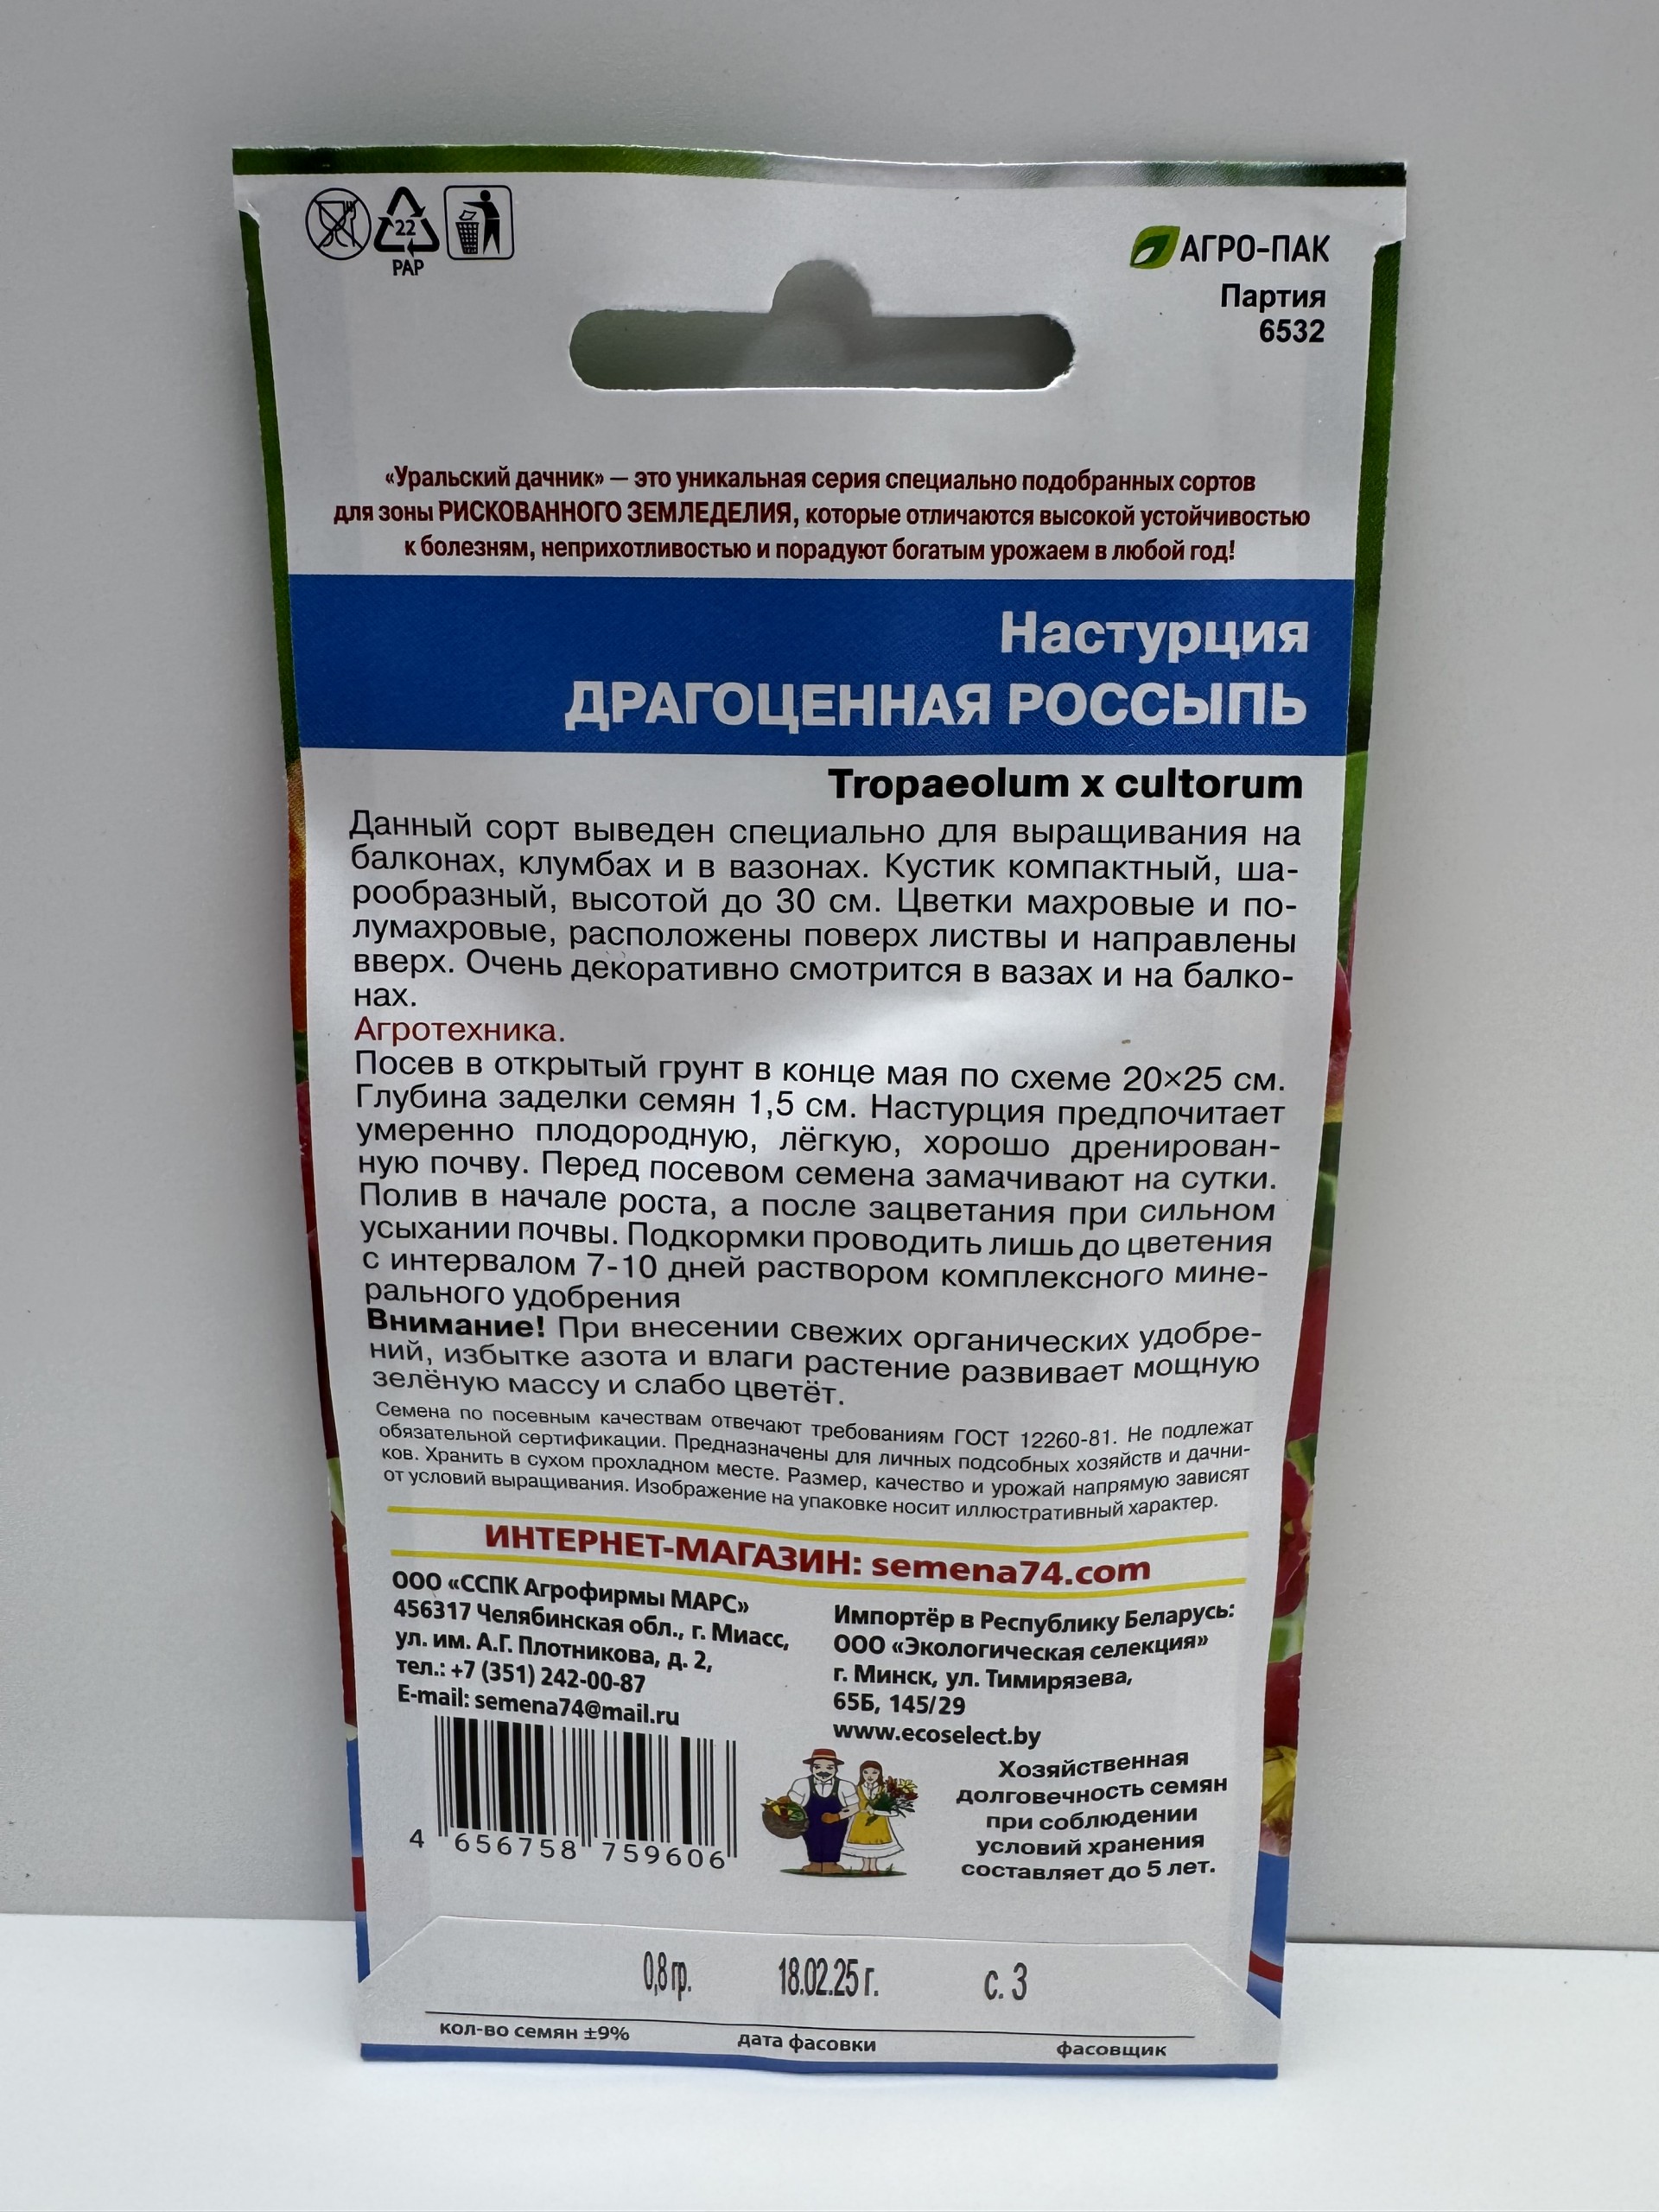 22
PAP
АГРО-ПАК
Партия
6532
«Уральский дачник» — это уникальная серия специально подобранных сортов
для зоны РИСКОВАННОГО ЗЕМЛЕДЕЛИЯ, которые отличаются высокой устойчивостью
к болезням, неприхотливостью и порадуют богатым урожаем в любой год!
Настурция
ДРАГОЦЕННАЯ РОССЫПЬ
Tropaeolum x cultorum
Данный сорт выведен специально для выращивания на
балконах, клумбах и в вазонах. Кустик компактный, ша-
рообразный, высотой до 30 см. Цветки махровые и по-
лумахровые, расположены поверх листвы и направлены
вверх. Очень декоративно смотрится в вазах и на балко-
нах.
Агротехника.
Посев в открытый грунт в конце мая по схеме 20×25 см.
Глубина заделки семян 1,5 см. Настурция предпочитает
умеренно плодородную, лёгкую, хорошо дренирован-
ную почву. Перед посевом семена замачивают на сутки.
Полив в начале роста, а после зацветания при сильном
усыхании почвы. Подкормки проводить лишь до цветения
с интервалом 7-10 дней раствором комплексного мине-
рального удобрения
Внимание! При внесении свежих органических удобре-
ний, избытке азота и влаги растение развивает мощную
зелёную массу и слабо цветёт.
Семена по посевным качествам отвечают требованиям ГОСТ 12260-81. Не подлежат
обязательной сертификации. Предназначены для личных подсобных хозяйств и дачни-
ков. Хранить в сухом прохладном месте. Размер, качество и урожай напрямую зависят
от условий выращивания. Изображение на упаковке носит иллюстративный характер.
ИНТЕРНЕТ-МАГАЗИН: semena74.com
ООО «ССПК Агрофирмы МАРС»
456317 Челябинская обл., г. Миасс,
ул. им. А.Г. Плотникова, д. 2,
тел.: +7 (351) 242-00-87
E-mail: semena74@mail.ru
Импортёр в Республику Беларусь:
ООО «Экологическая селекция»
г. Минск, ул. Тимирязева,
65Б, 145/29
www.ecoselect.by
Хозяйственная
долговечность семян
при соблюдении
условий хранения
составляет до 5 лет.
4 656758 759606
0,8 гр. 18.02.25 г. с. 3
кол-во семян ±9% дата фасовки фасовщик